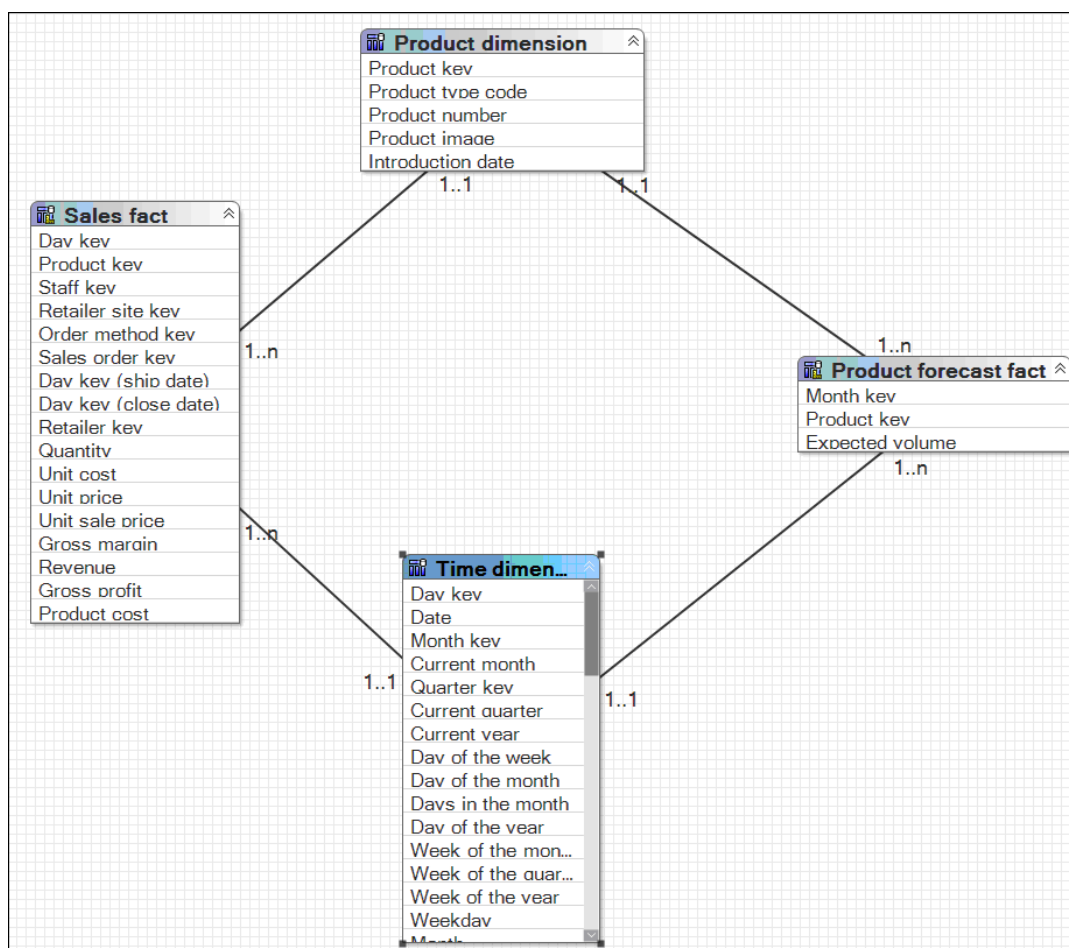 Product dimension
Product key
Product type code
Product number
Product image
Introduction date
1..1
1..1
Sales fact
Day key
Product key
Staff key
Retailer site key
Order method key
Sales order key
Day key (ship date)
Day key (close date)
Retailer key
Quantity
Unit cost
Unit price
Unit sale price
Gross margin
Revenue
Gross profit
Product cost
1..n
1..n
1..n
Product forecast fact
Month key
Product key
Expected volume
1..n
Time dimen...
Day key
Date
Month key
Current month
Quarter key
Current quarter
Current year
Day of the week
Day of the month
Days in the month
Day of the year
Week of the mon...
Week of the quar...
Week of the year
Weekday
Month
1..1
1..1